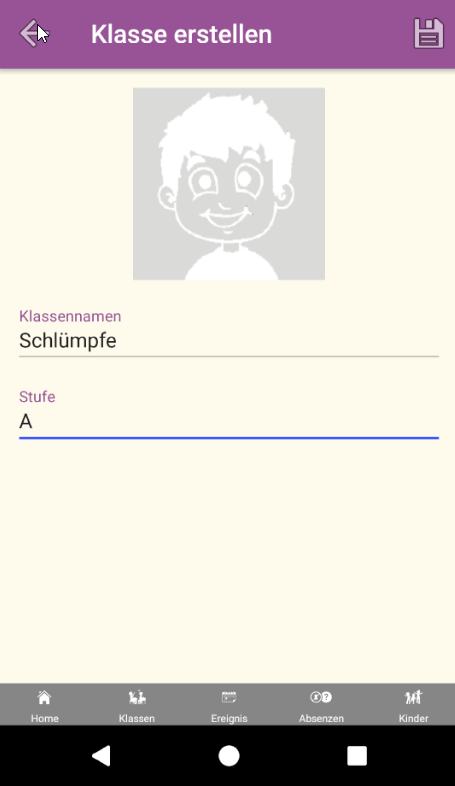 Klasse erstellen
Klassennamen
Schlümpfe
Stufe
A
Home Klassen Ereignis Absenzen Kinder